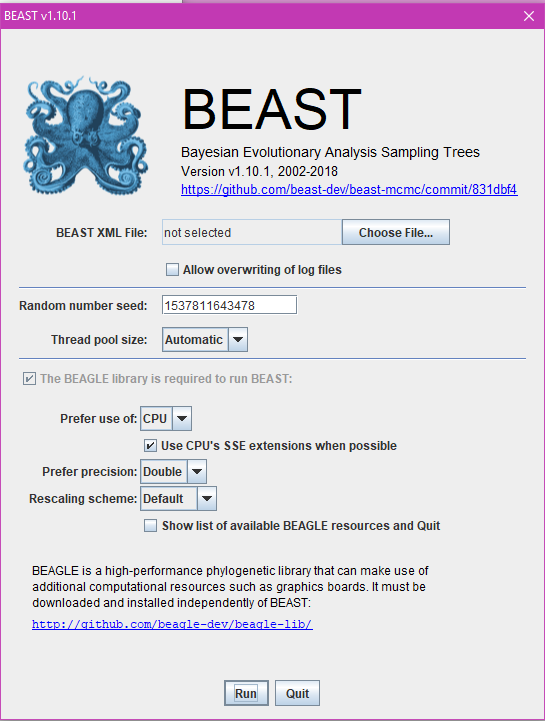 BEAST v1.10.1
BEAST
Bayesian Evolutionary Analysis Sampling Trees
Version v1.10.1, 2002-2018
https://github.com/beast-dev/beast-mcmc/commit/831dbf4
BEAST XML File: not selected Choose File...
Allow overwriting of log files
Random number seed: 1537811643478
Thread pool size: Automatic
The BEAGLE library is required to run BEAST:
Prefer use of: CPU
Use CPU's SSE extensions when possible
Prefer precision: Double
Rescaling scheme: Default
Show list of available BEAGLE resources and Quit
BEAGLE is a high-performance phylogenetic library that can make use of
additional computational resources such as graphics boards. It must be
downloaded and installed independently of BEAST:
http://github.com/beagle-dev/beagle-lib/
Run Quit